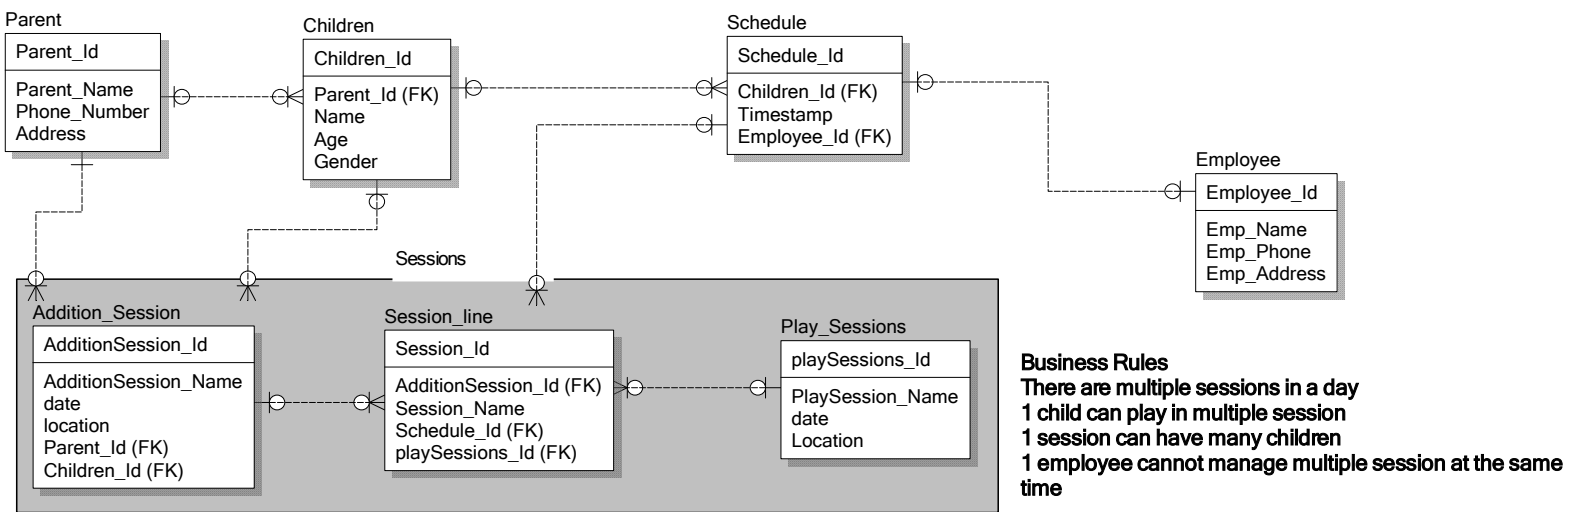 Parent
Parent_Id
Parent_Name
Phone_Number
Address
Children
Children_Id
Parent_Id (FK)
Name
Age
Gender
Schedule
Schedule_Id
Children_Id (FK)
Timestamp
Employee_Id (FK)
Employee
Employee_Id
Emp_Name
Emp_Phone
Emp_Address
Sessions
Addition_Session
AdditionSession_Id
AdditionSession_Name
date
location
Parent_Id (FK)
Children_Id (FK)
Session_line
Session_Id
AdditionSession_Id (FK)
Session_Name
Schedule_Id (FK)
playSessions_Id (FK)
Play_Sessions
playSessions_Id
PlaySession_Name
date
Location
Business Rules
There are multiple sessions in a day
1 child can play in multiple session
1 session can have many children
1 employee cannot manage multiple session at the same
time